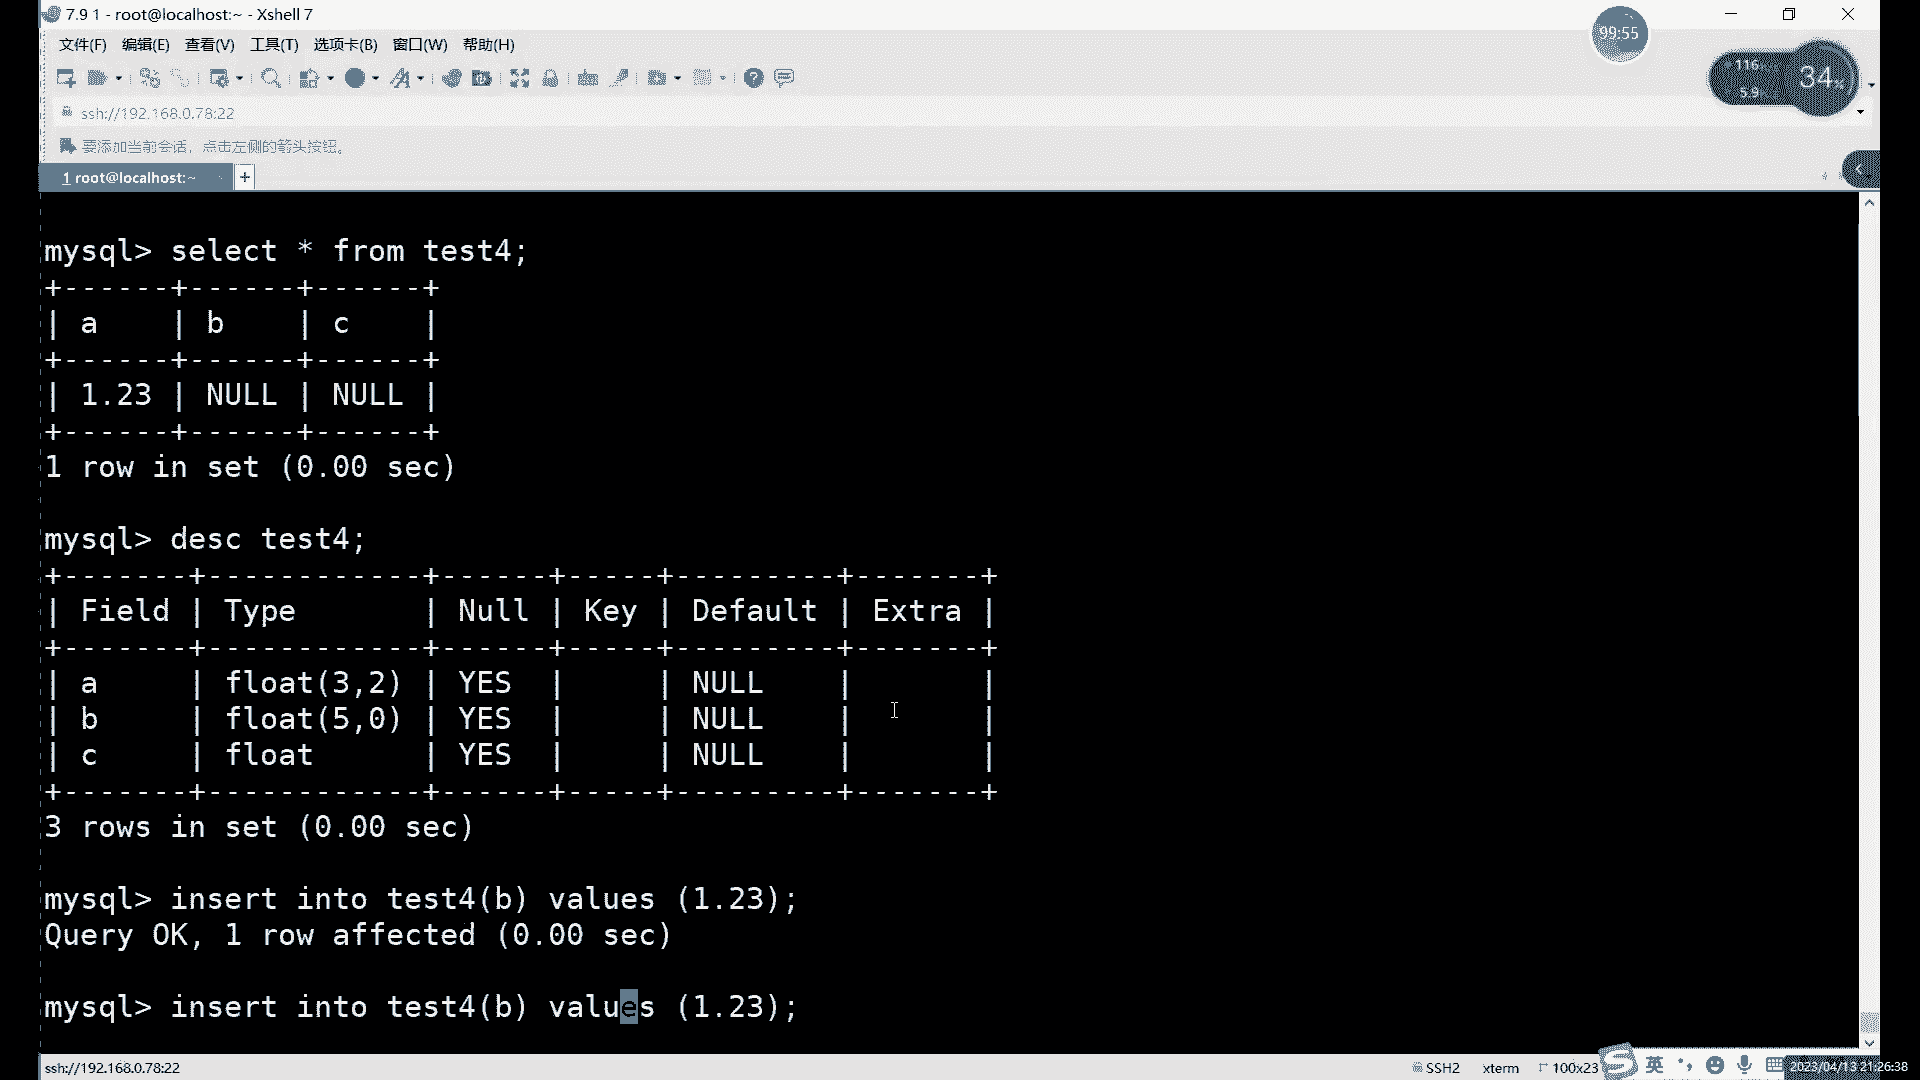 7.9 1 - root@localhost:~ - Xshell 7
文件(F) 编辑(E) 查看(V) 工具(T) 选项卡(B) 窗口(W) 帮助(H)
99:55
116
5.9
34%
ssh://192.168.0.78:22
要添加当前会话，点击左侧的箭头按钮。
1 root@localhost:~
+
mysql> select * from test4;
+------+------+------+
| a    | b    | c    |
+------+------+------+
| 1.23 | NULL | NULL |
+------+------+------+
1 row in set (0.00 sec)
mysql> desc test4;
+-------+------------+------+-----+---------+-------+
| Field | Type       | Null | Key | Default | Extra |
+-------+------------+------+-----+---------+-------+
| a     | float(3,2) | YES  |     | NULL    |       |
| b     | float(5,0) | YES  |     | NULL    |       |
| c     | float      | YES  |     | NULL    |       |
+-------+------------+------+-----+---------+-------+
3 rows in set (0.00 sec)
mysql> insert into test4(b) values (1.23);
Query OK, 1 row affected (0.00 sec)
mysql> insert into test4(b) values (1.23);
ssh://192.168.0.78:22
SSH2 xterm 100x23
英
2023/04/13 21:26:38